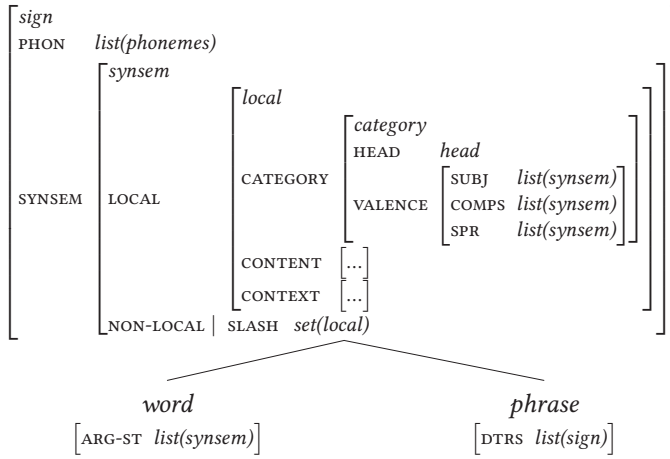 sign
PHON list(phonemes)
synsem
local
category
HEAD head
SUBJ list(synsem)
CATEGORY
SYNSEM LOCAL VALENCE COMPS list(synsem)
SPR list(synsem)
CONTENT [...]
CONTEXT [...]
NON-LOCAL | SLASH set(local)
word phrase
[ARG-ST list(synsem)] [DTRS list(sign)]